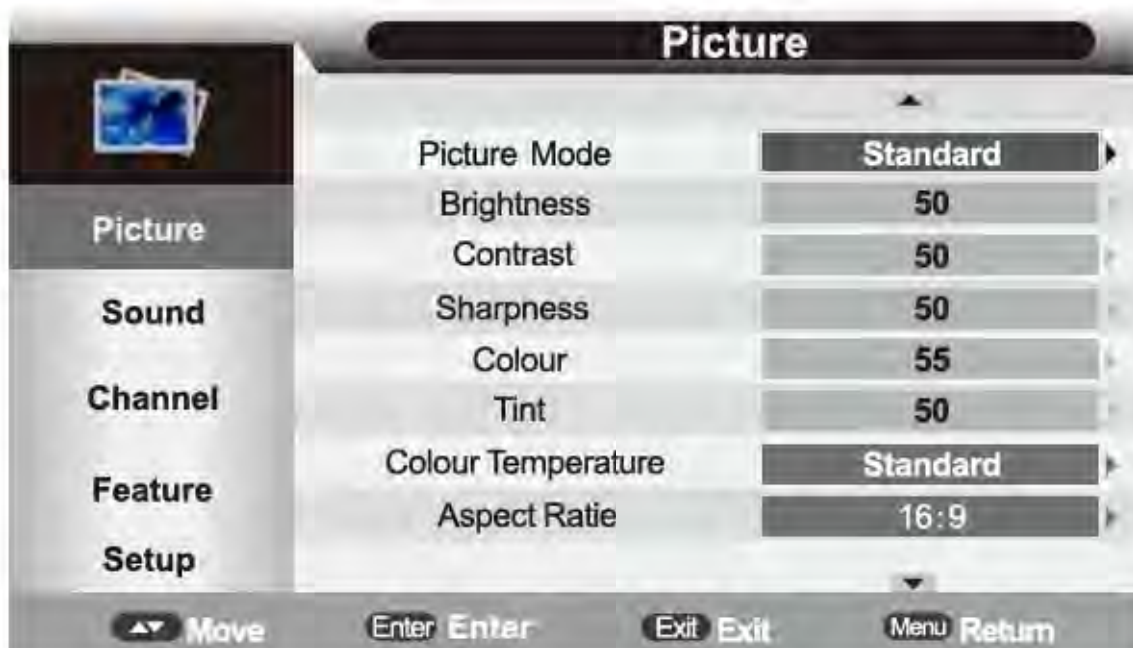 Picture
Picture
Sound
Channel
Feature
Setup
Picture Mode Standard
Brightness 50
Contrast 50
Sharpness 50
Colour 55
Tint 50
Colour Temperature Standard
Aspect Ratie 16:9
Move Enter Enter Exit Exit Menu Return